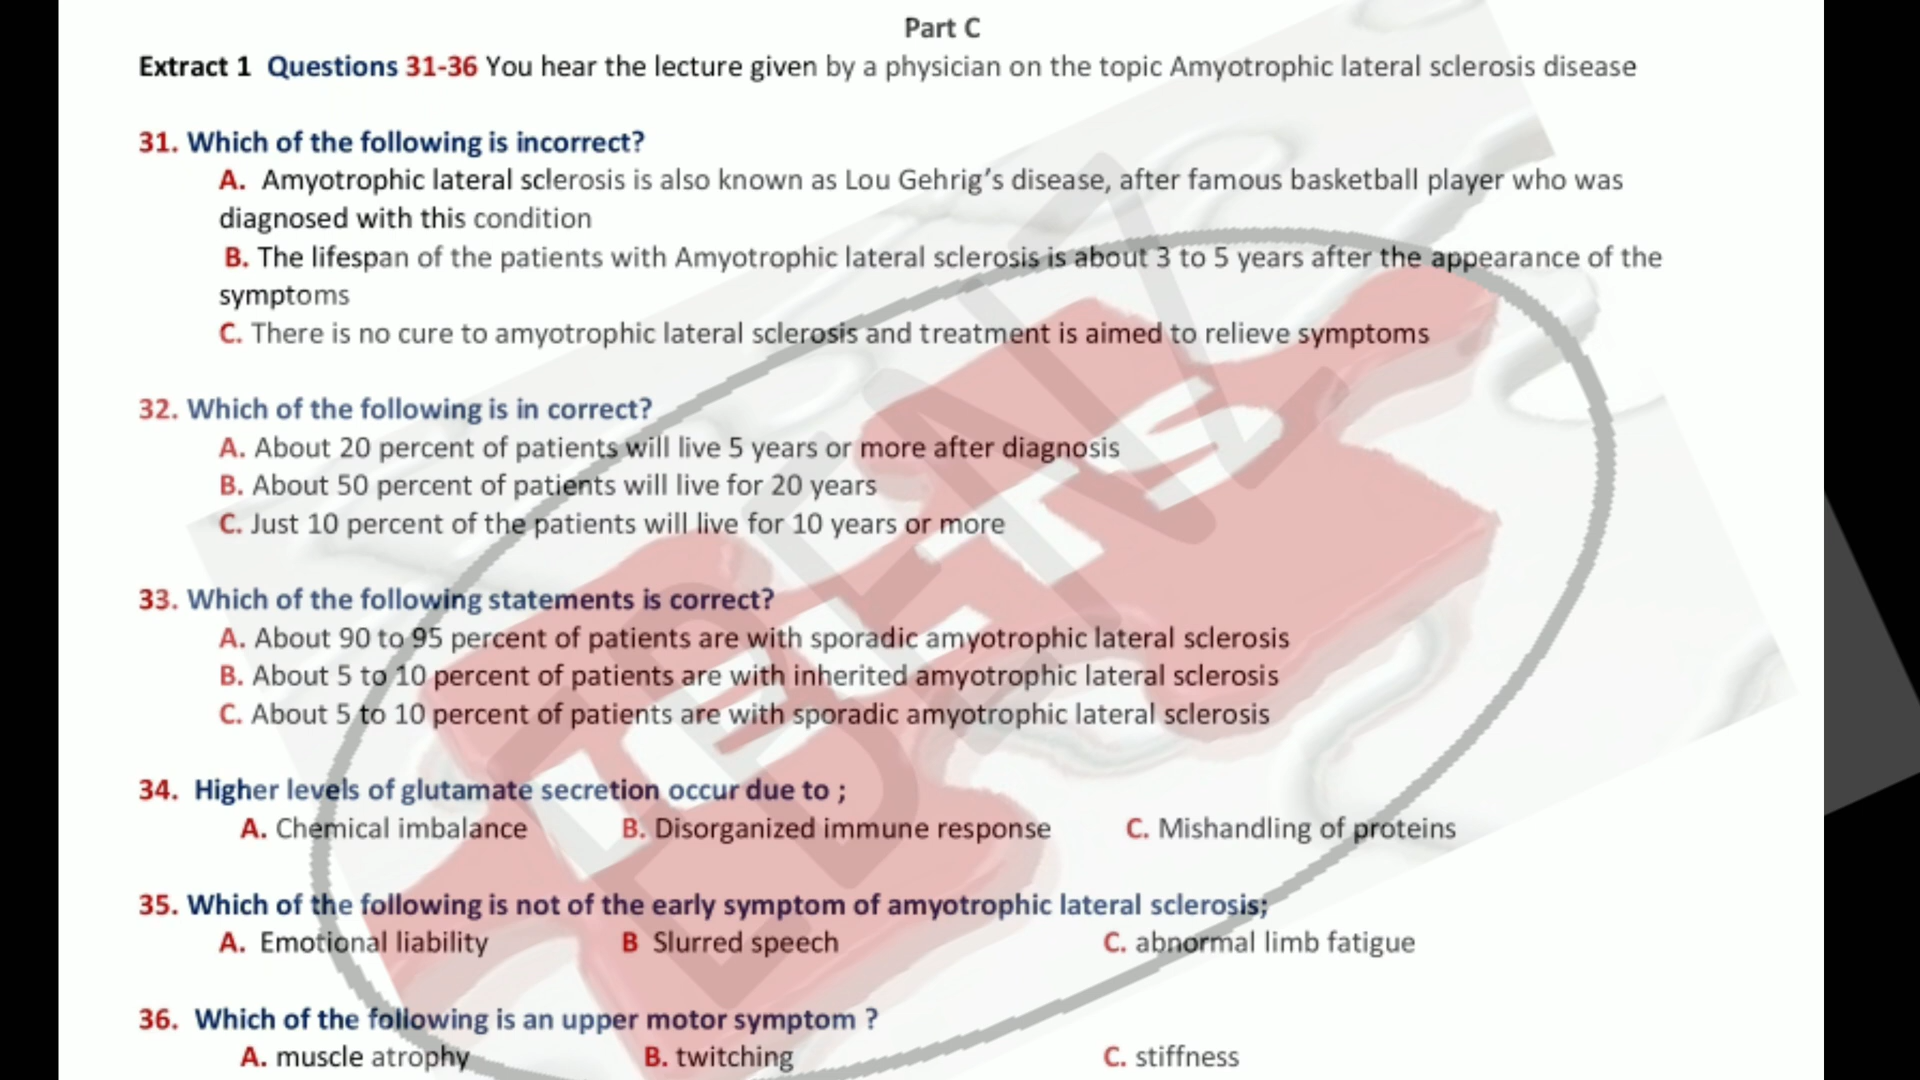 Part C
Extract 1 Questions 31-36 You hear the lecture given by a physician on the topic Amyotrophic lateral sclerosis disease
31. Which of the following is incorrect?
A. Amyotrophic lateral sclerosis is also known as Lou Gehrig's disease, after famous basketball player who was
diagnosed with this condition
B. The lifespan of the patients with Amyotrophic lateral sclerosis is about 3 to 5 years after the appearance of the
symptoms
C. There is no cure to amyotrophic lateral sclerosis and treatment is aimed to relieve symptoms
32. Which of the following is in correct?
A. About 20 percent of patients will live 5 years or more after diagnosis
B. About 50 percent of patients will live for 20 years
C. Just 10 percent of the patients will live for 10 years or more
33. Which of the following statements is correct?
A. About 90 to 95 percent of patients are with sporadic amyotrophic lateral sclerosis
B. About 5 to 10 percent of patients are with inherited amyotrophic lateral sclerosis
C. About 5 to 10 percent of patients are with sporadic amyotrophic lateral sclerosis
34. Higher levels of glutamate secretion occur due to ;
A. Chemical imbalance B. Disorganized immune response C. Mishandling of proteins
35. Which of the following is not of the early symptom of amyotrophic lateral sclerosis;
A. Emotional liability B Slurred speech C. abnormal limb fatigue
36. Which of the following is an upper motor symptom ?
A. muscle atrophy B. twitching C. stiffness
IELTS